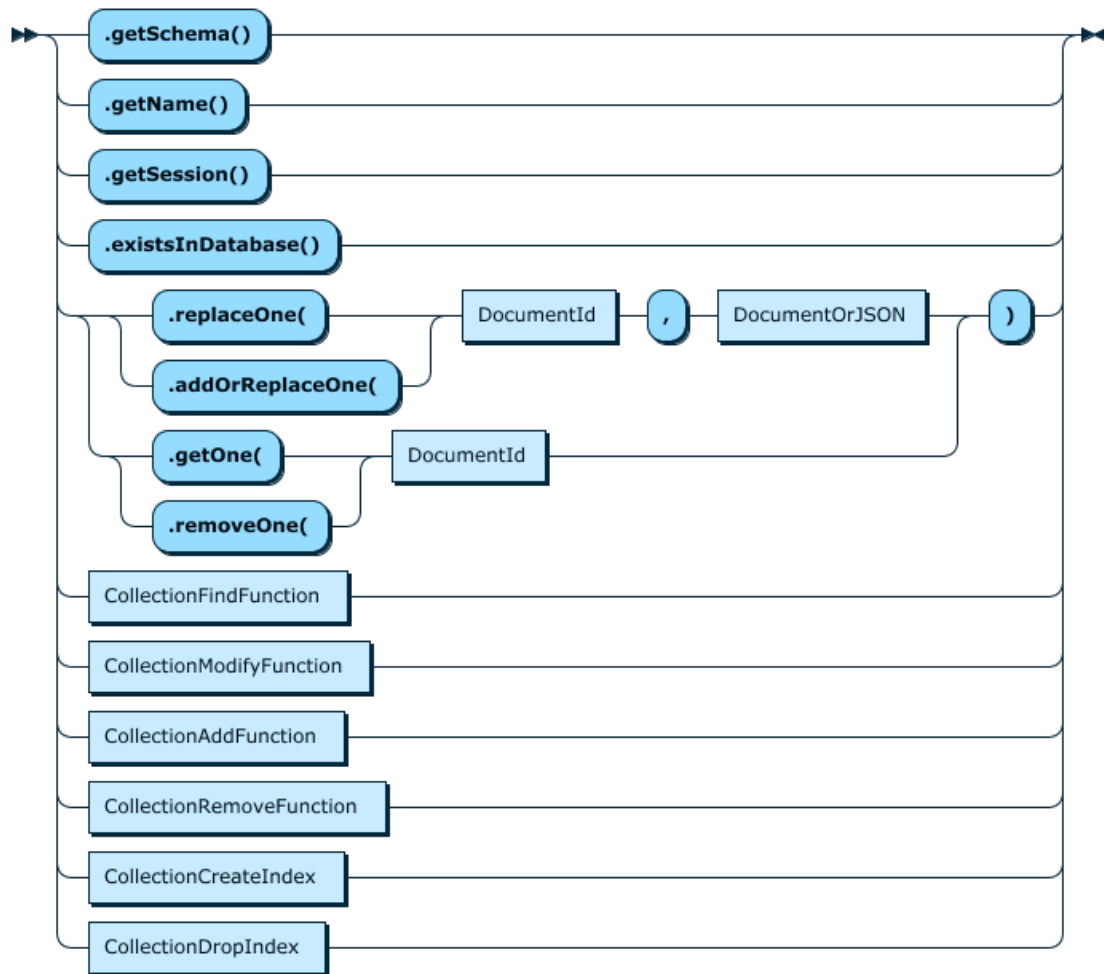 .getSchema()
.getName()
.getSession()
.existsInDatabase()
.replaceOne( DocumentId , DocumentOrJSON )
.addOrReplaceOne(
.getOne( DocumentId
.removeOne(
CollectionFindFunction
CollectionModifyFunction
CollectionAddFunction
CollectionRemoveFunction
CollectionCreateIndex
CollectionDropIndex